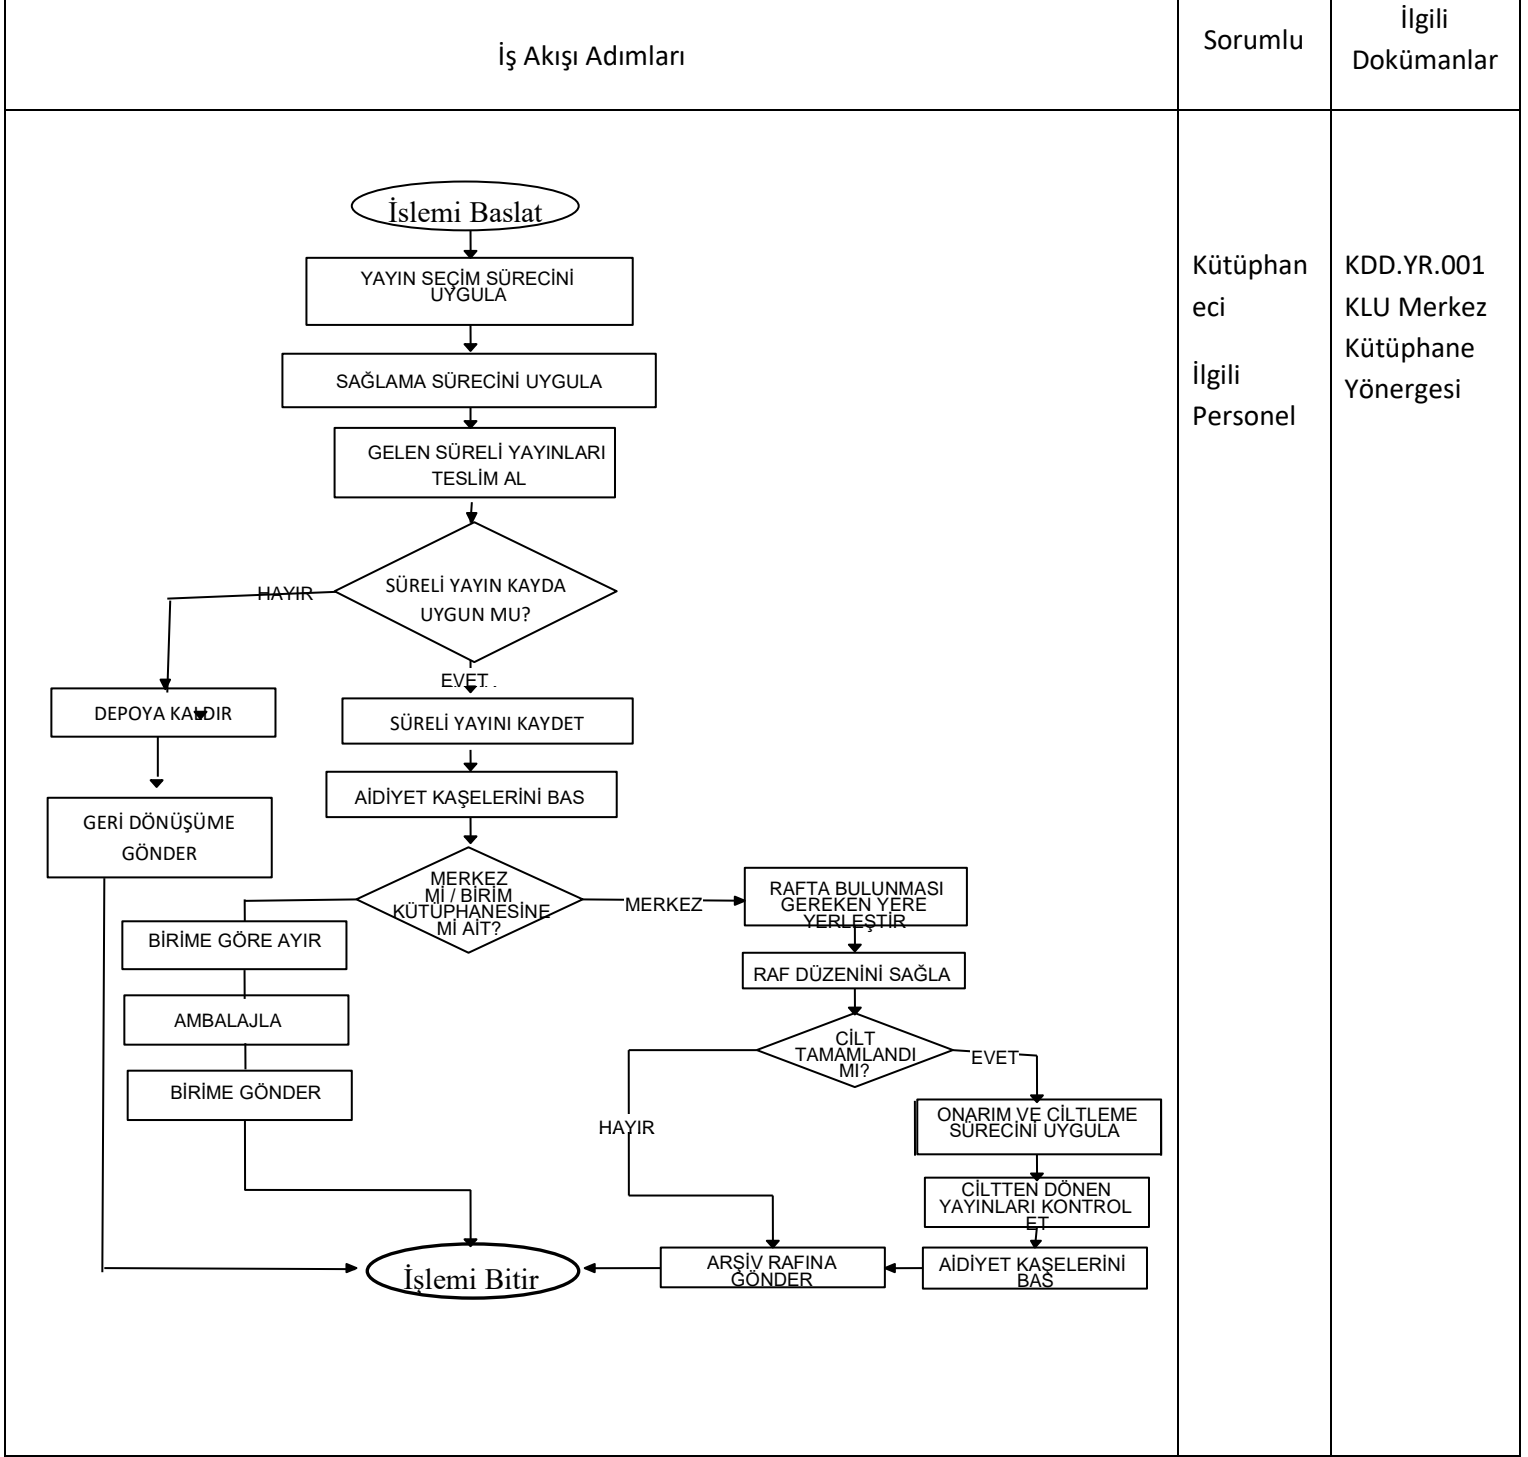 İş Akışı Adımları
Sorumlu
İlgili
Dokümanlar
İslemi Baslat
YAYIN SEÇİM SÜRECİNİ
UYGULA
SAĞLAMA SÜRECİNİ UYGULA
GELEN SÜRELİ YAYINLARI
TESLİM AL
SÜRELİ YAYIN KAYDA
UYGUN MU?
HAYIR
EVET
DEPOYA KALDIR
SÜRELİ YAYINI KAYDET
AİDİYET KAŞELERİNİ BAS
GERİ DÖNÜŞÜME
GÖNDER
MERKEZ
Mİ / BİRİM
KÜTÜPHANESİNE
Mİ AİT?
MERKEZ
RAFTA BULUNMASI
GEREKEN YERE
YERLEŞTİR
BİRİME GÖRE AYIR
RAF DÜZENİNİ SAĞLA
AMBALAJLA
CİLT
TAMAMLANDI
MI?
EVET
BİRİME GÖNDER
HAYIR
ONARIM VE CİLTLEME
SÜRECİNİ UYGULA
CİLTTEN DÖNEN
YAYINLARI KONTROL
ET
AİDİYET KAŞELERİNİ
BAS
ARŞİV RAFINA
GÖNDER
İşlemi Bitir
Kütüphan
eci
İlgili
Personel
KDD.YR.001
KLU Merkez
Kütüphane
Yönergesi